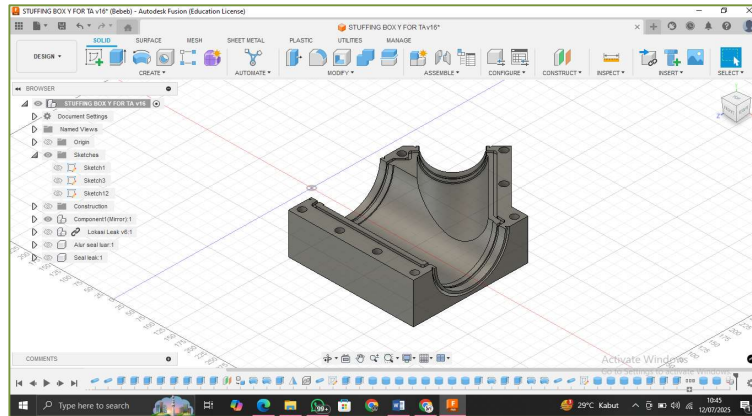 STUFFING BOX Y FOR TA v16* (Bebeb) - Autodesk Fusion (Education License)
STUFFING BOX Y FOR TA v16*
SOLID SURFACE MESH SHEET METAL PLASTIC UTILITIES MANAGE
DESIGN
CREATE AUTOMATE MODIFY ASSEMBLE CONFIGURE CONSTRUCT INSPECT INSERT SELECT
BROWSER
STUFFING BOX Y FOR TA v16
Document Settings
Named Views
Origin
Sketches
Sketch1
Sketch3
Sketch12
Construction
Component1(Mirror):1
Lokasi Leak v6:1
Alur seal luar:1
Seal leak:1
COMMENTS
Activate Windows
Go to Settings to activate Windows.
Type here to search
99+
29°C Kabut
10:45
12/07/2025